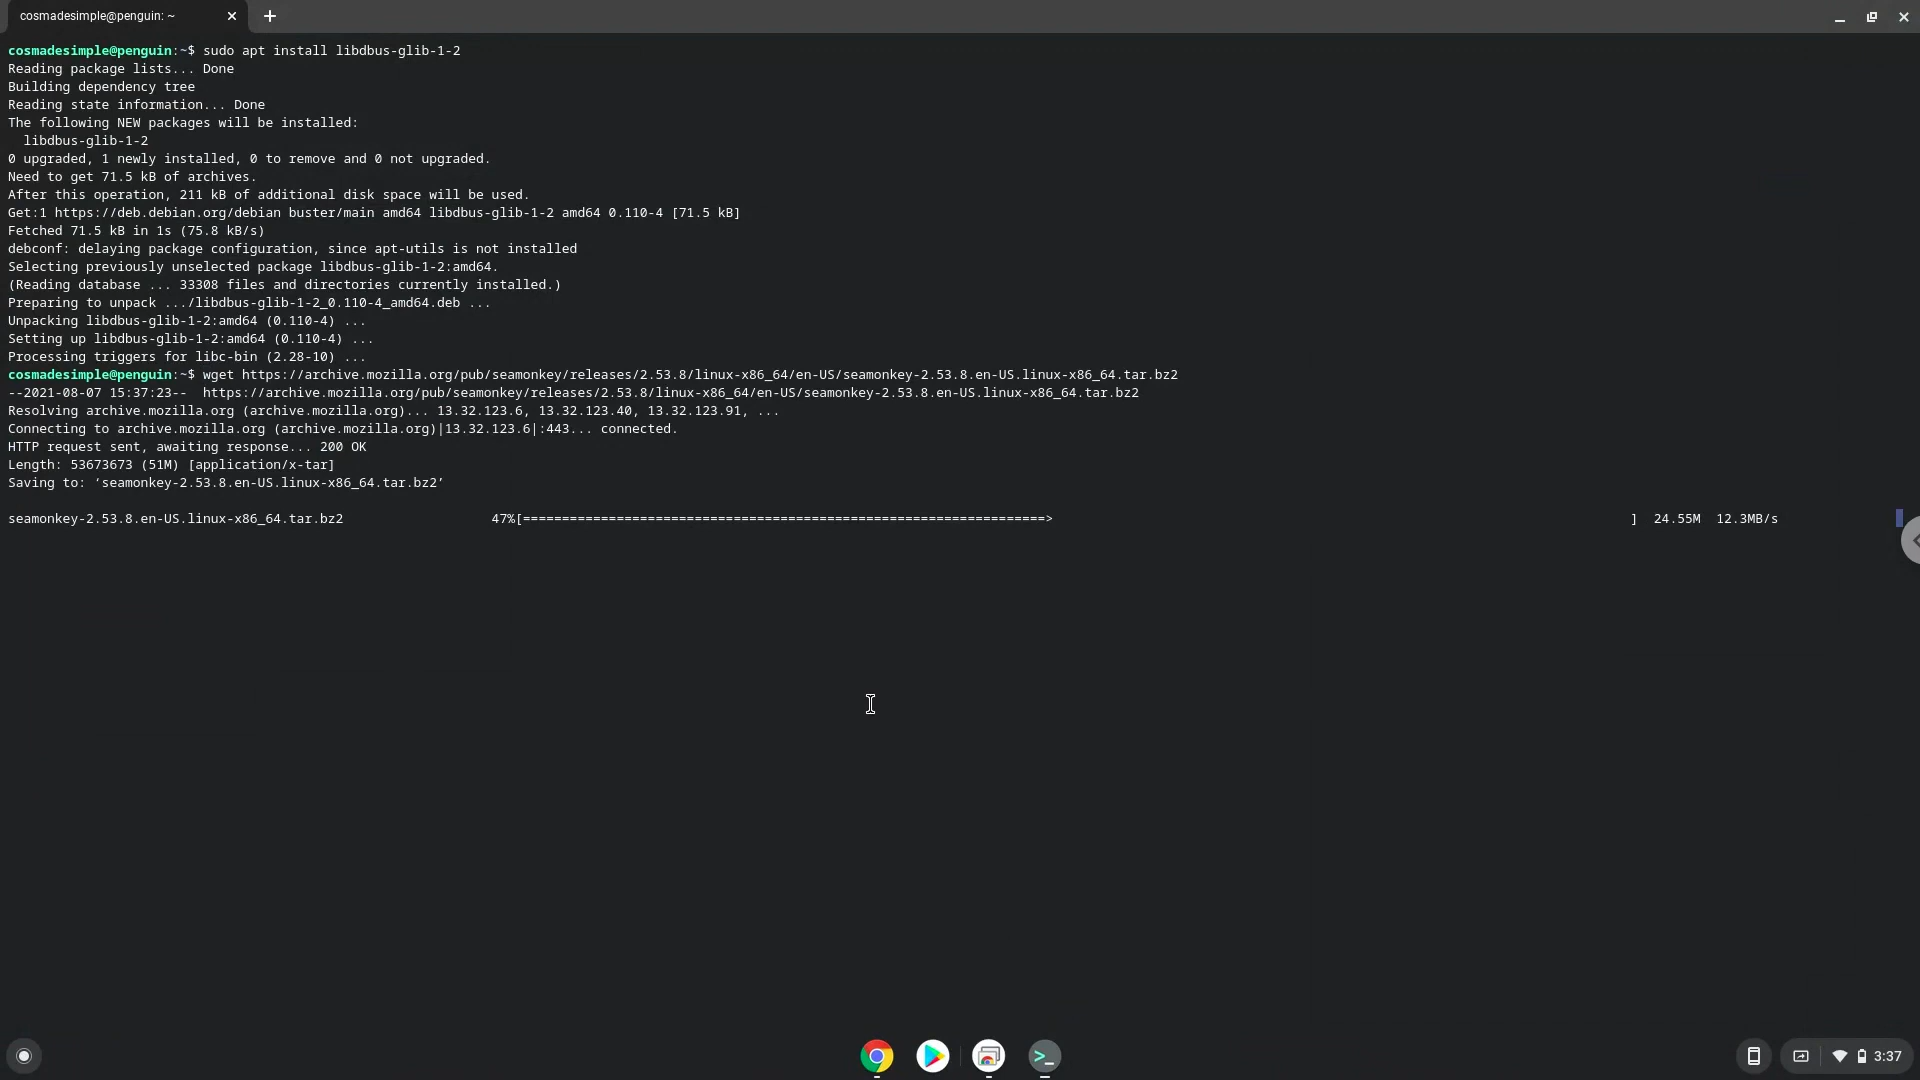 cosmadesimple@penguin: ~
cosmadesimple@penguin:~$ sudo apt install libdbus-glib-1-2
Reading package lists... Done
Building dependency tree
Reading state information... Done
The following NEW packages will be installed:
  libdbus-glib-1-2
0 upgraded, 1 newly installed, 0 to remove and 0 not upgraded.
Need to get 71.5 kB of archives.
After this operation, 211 kB of additional disk space will be used.
Get:1 https://deb.debian.org/debian buster/main amd64 libdbus-glib-1-2 amd64 0.110-4 [71.5 kB]
Fetched 71.5 kB in 1s (75.8 kB/s)
debconf: delaying package configuration, since apt-utils is not installed
Selecting previously unselected package libdbus-glib-1-2:amd64.
(Reading database ... 33308 files and directories currently installed.)
Preparing to unpack .../libdbus-glib-1-2_0.110-4_amd64.deb ...
Unpacking libdbus-glib-1-2:amd64 (0.110-4) ...
Setting up libdbus-glib-1-2:amd64 (0.110-4) ...
Processing triggers for libc-bin (2.28-10) ...
cosmadesimple@penguin:~$ wget https://archive.mozilla.org/pub/seamonkey/releases/2.53.8/linux-x86_64/en-US/seamonkey-2.53.8.en-US.linux-x86_64.tar.bz2
--2021-08-07 15:37:23--  https://archive.mozilla.org/pub/seamonkey/releases/2.53.8/linux-x86_64/en-US/seamonkey-2.53.8.en-US.linux-x86_64.tar.bz2
Resolving archive.mozilla.org (archive.mozilla.org)... 13.32.123.6, 13.32.123.40, 13.32.123.91, ...
Connecting to archive.mozilla.org (archive.mozilla.org)|13.32.123.6|:443... connected.
HTTP request sent, awaiting response... 200 OK
Length: 53673673 (51M) [application/x-tar]
Saving to: ‘seamonkey-2.53.8.en-US.linux-x86_64.tar.bz2’
seamonkey-2.53.8.en-US.linux-x86_64.tar.bz2 47%[===================================================================> ] 24.55M 12.3MB/s
3:37